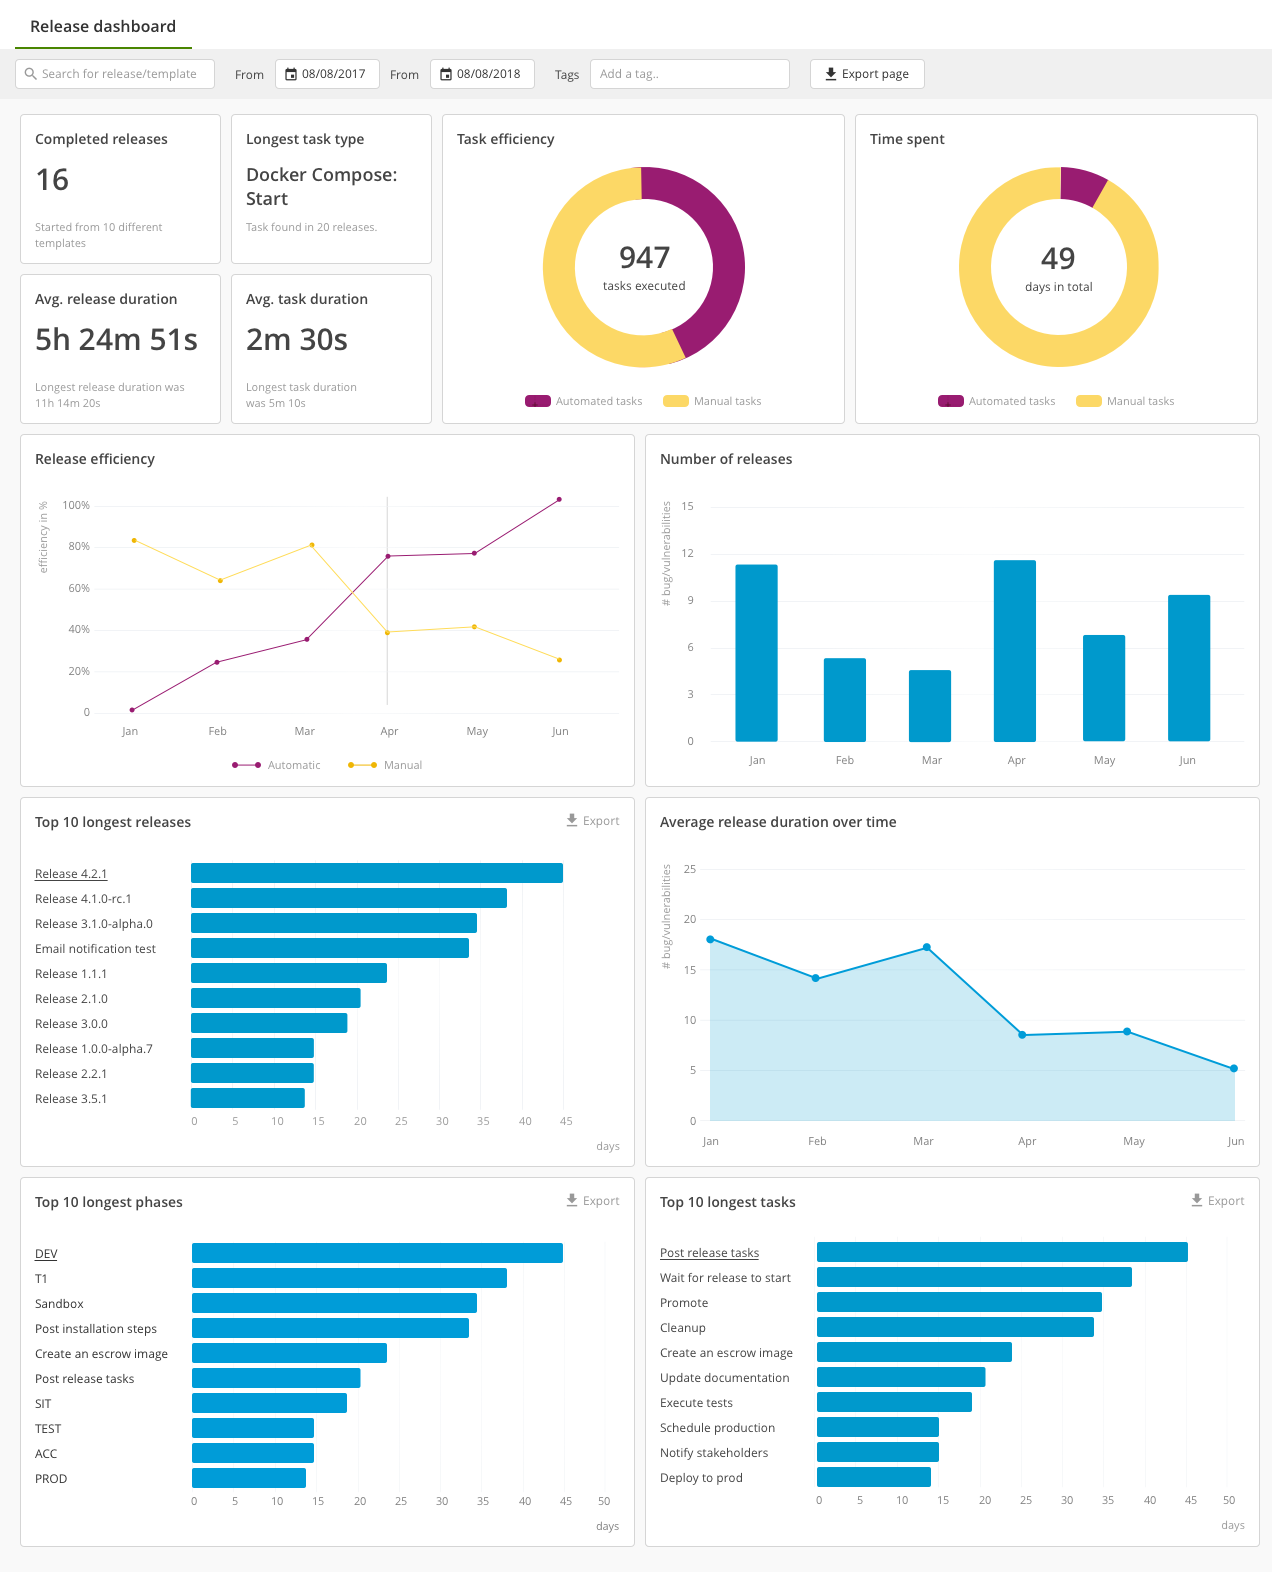 Release dashboard
Search for release/template
From
08/08/2017
From
08/08/2018
Tags
Add a tag..
Export page
Completed releases
16
Started from 10 different
templates
Longest task type
Docker Compose:
Start
Task found in 20 releases.
Avg. release duration
5h 24m 51s
Longest release duration was
11h 14m 20s
Avg. task duration
2m 30s
Longest task duration
was 5m 10s
Task efficiency
947
tasks executed
Automated tasks
Manual tasks
Time spent
49
days in total
Automated tasks
Manual tasks
Release efficiency
efficiency in %
100%
80%
60%
40%
20%
0
Jan
Feb
Mar
Apr
May
Jun
Automatic
Manual
Number of releases
# bug/vulnerabilities
15
12
9
6
3
0
Jan
Feb
Mar
Apr
May
Jun
Top 10 longest releases
Export
Release 4.2.1
Release 4.1.0-rc.1
Release 3.1.0-alpha.0
Email notification test
Release 1.1.1
Release 2.1.0
Release 3.0.0
Release 1.0.0-alpha.7
Release 2.2.1
Release 3.5.1
0
5
10
15
20
25
30
35
40
45
days
Average release duration over time
# bug/vulnerabilities
25
20
15
10
5
0
Jan
Feb
Mar
Apr
May
Jun
Top 10 longest phases
Export
DEV
T1
Sandbox
Post installation steps
Create an escrow image
Post release tasks
SIT
TEST
ACC
PROD
0
5
10
15
20
25
30
35
40
45
50
days
Top 10 longest tasks
Export
Post release tasks
Wait for release to start
Promote
Cleanup
Create an escrow image
Update documentation
Execute tests
Schedule production
Notify stakeholders
Deploy to prod
0
5
10
15
20
25
30
35
40
45
50
days